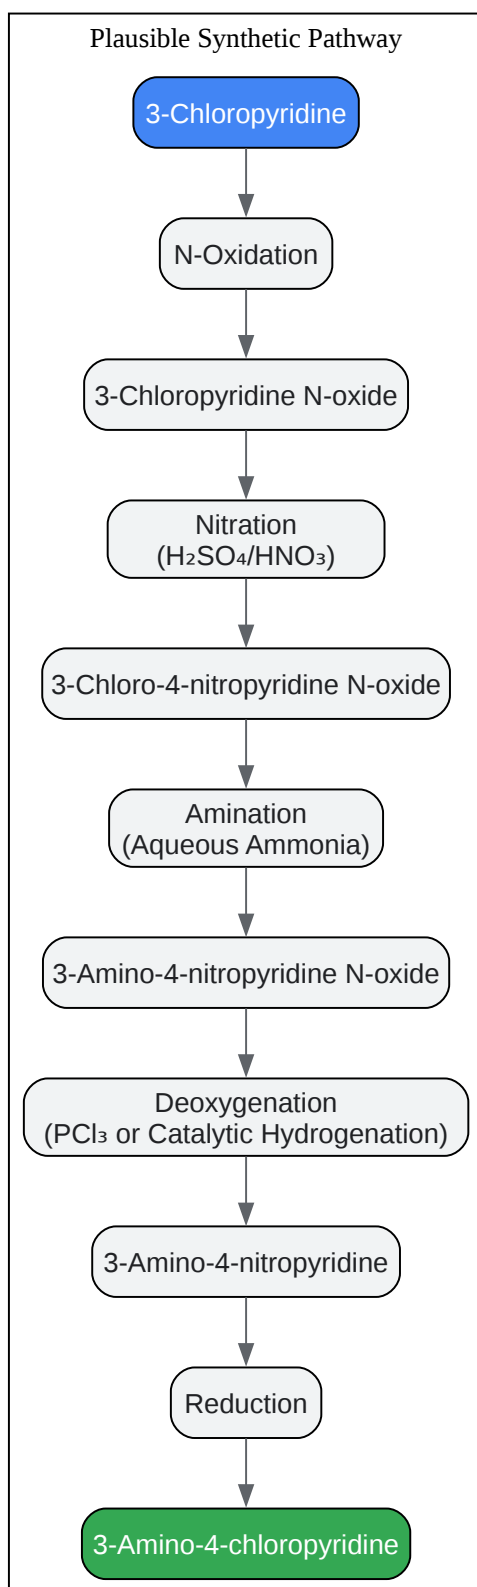 Plausible Synthetic Pathway
3-Chloropyridine
N-Oxidation
3-Chloropyridine N-oxide
Nitration
(H₂SO₄/HNO₃)
3-Chloro-4-nitropyridine N-oxide
Amination
(Aqueous Ammonia)
3-Amino-4-nitropyridine N-oxide
Deoxygenation
(PCl₃ or Catalytic Hydrogenation)
3-Amino-4-nitropyridine
Reduction
3-Amino-4-chloropyridine